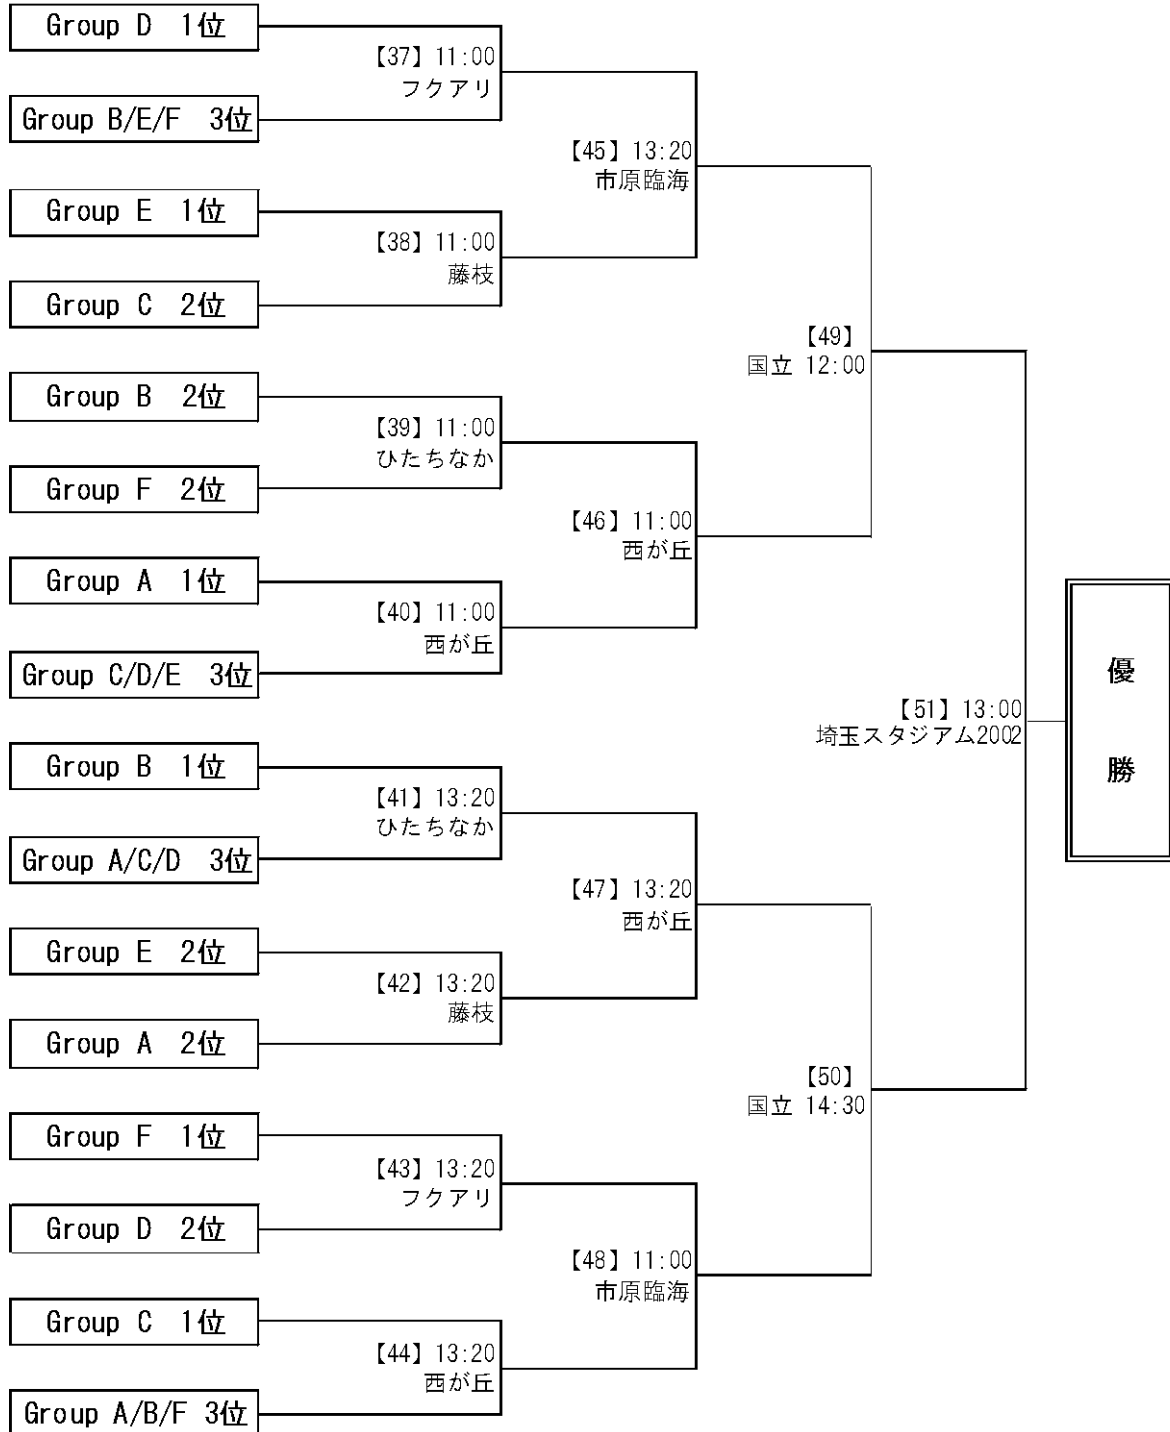 Group D 1位
【37】11:00
フクアリ
Group B/E/F 3位
【45】13:20
市原臨海
Group E 1位
【38】11:00
藤枝
Group C 2位
【49】
国立 12:00
Group B 2位
【39】11:00
ひたちなか
Group F 2位
【46】11:00
西が丘
Group A 1位
【40】11:00
西が丘
Group C/D/E 3位
【51】13:00
埼玉スタジアム2002
優
勝
Group B 1位
【41】13:20
ひたちなか
Group A/C/D 3位
【47】13:20
西が丘
Group E 2位
【42】13:20
藤枝
Group A 2位
【50】
国立 14:30
Group F 1位
【43】13:20
フクアリ
Group D 2位
【48】11:00
市原臨海
Group C 1位
【44】13:20
西が丘
Group A/B/F 3位